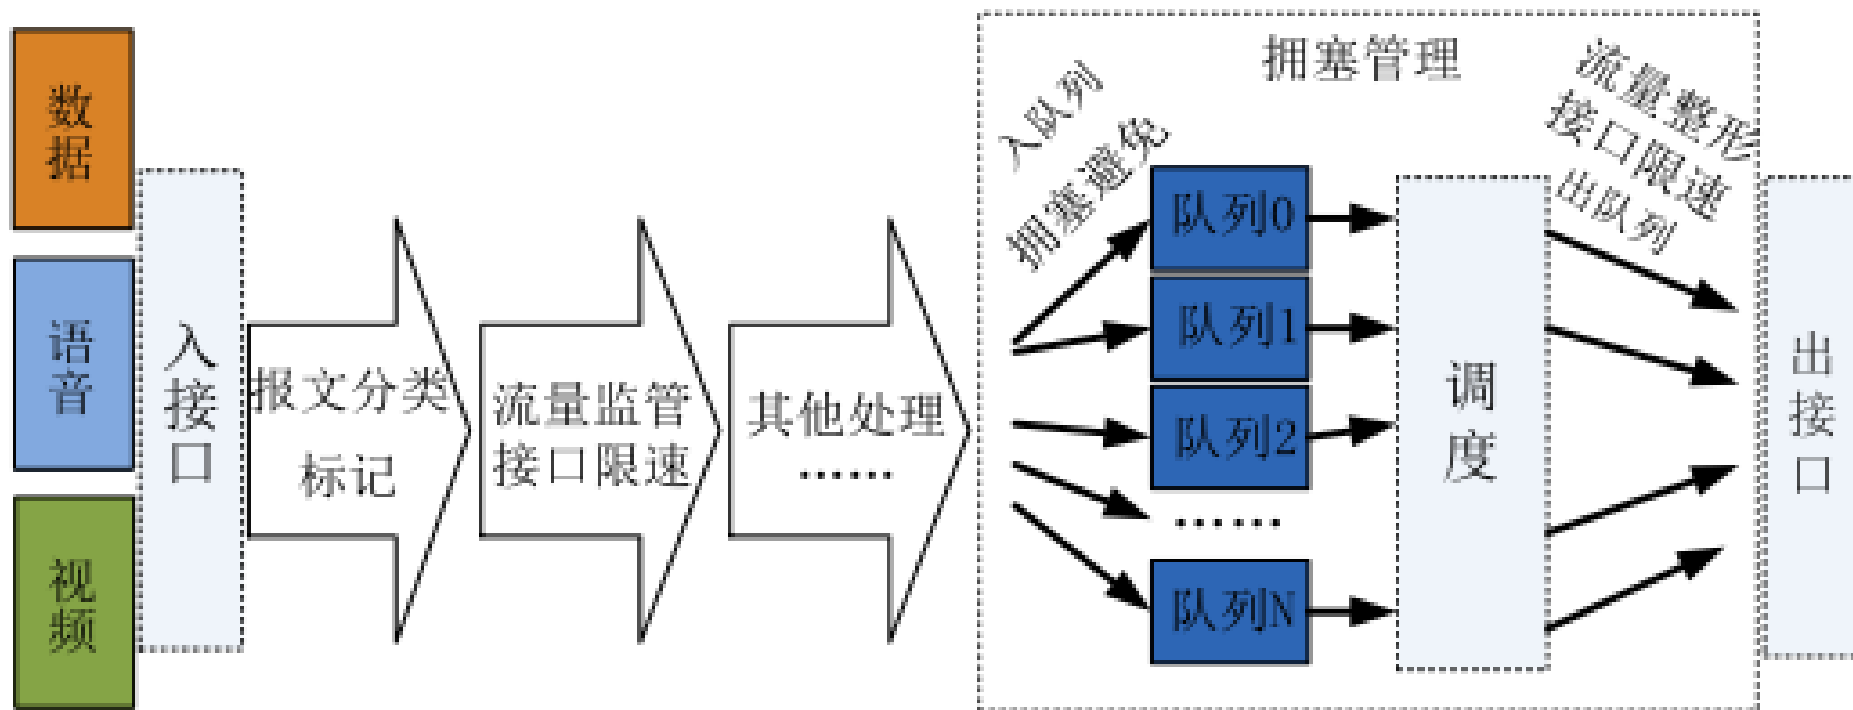 数据
语音
视频
入接口
报文分类
标记
流量监管
接口限速
其他处理
......
拥塞管理
入队列
拥塞避免
队列0
队列1
队列2
......
队列N
调度
流量整形
接口限速
出队列
出接口